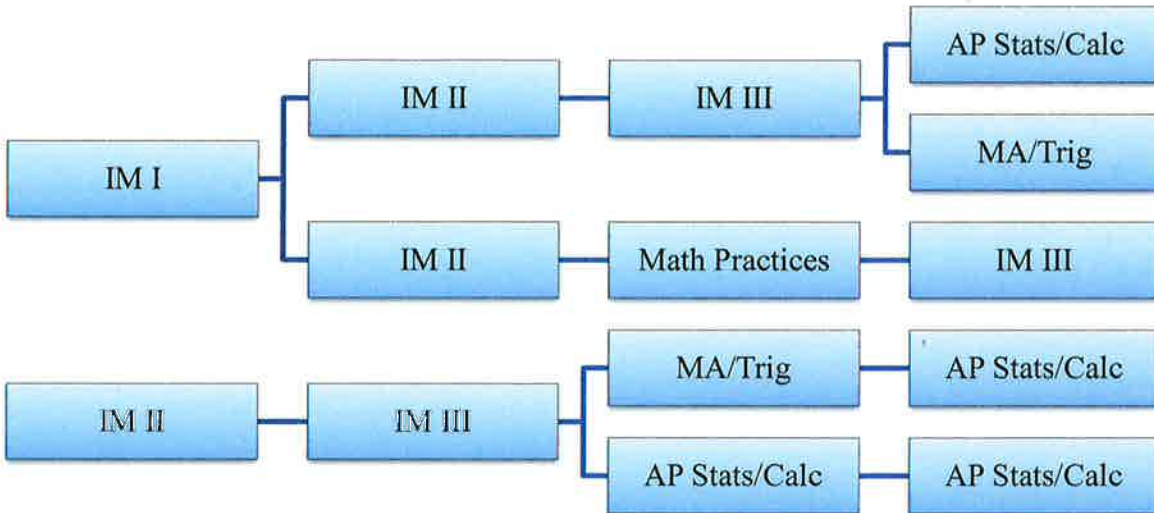 AP Stats/Calc
IM II
IM III
MA/Trig
IM I
IM II
Math Practices
IM III
MA/Trig
AP Stats/Calc
IM II
IM III
AP Stats/Calc
AP Stats/Calc